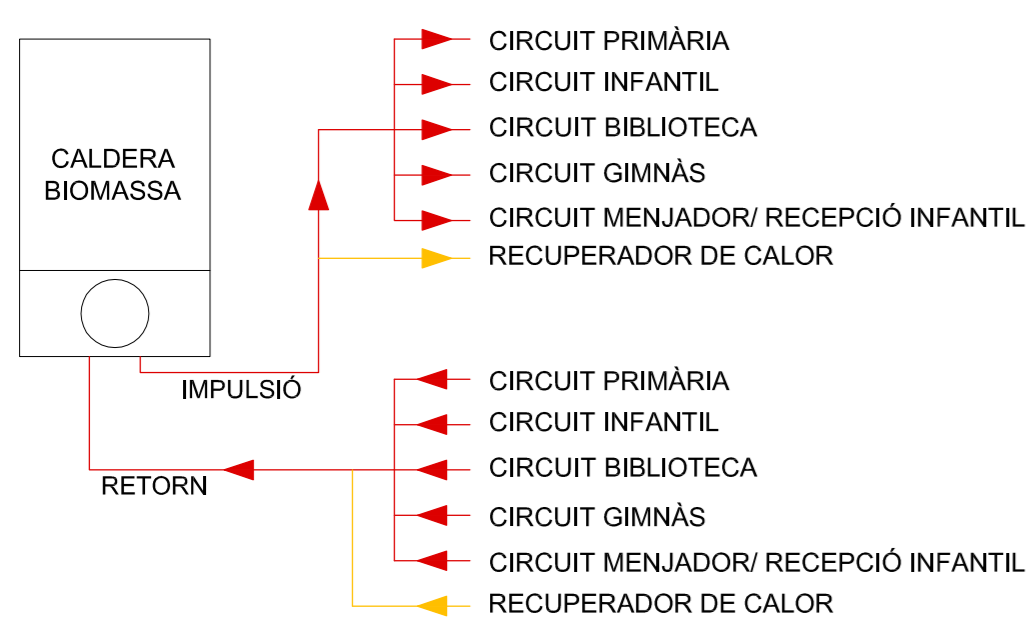 CIRCUIT PRIMÀRIA
CIRCUIT INFANTIL
CIRCUIT BIBLIOTECA
CIRCUIT GIMNÀS
CIRCUIT MENJADOR/ RECEPCIÓ INFANTIL
RECUPERADOR DE CALOR
CALDERA
BIOMASSA
IMPULSIÓ
RETORN
CIRCUIT PRIMÀRIA
CIRCUIT INFANTIL
CIRCUIT BIBLIOTECA
CIRCUIT GIMNÀS
CIRCUIT MENJADOR/ RECEPCIÓ INFANTIL
RECUPERADOR DE CALOR